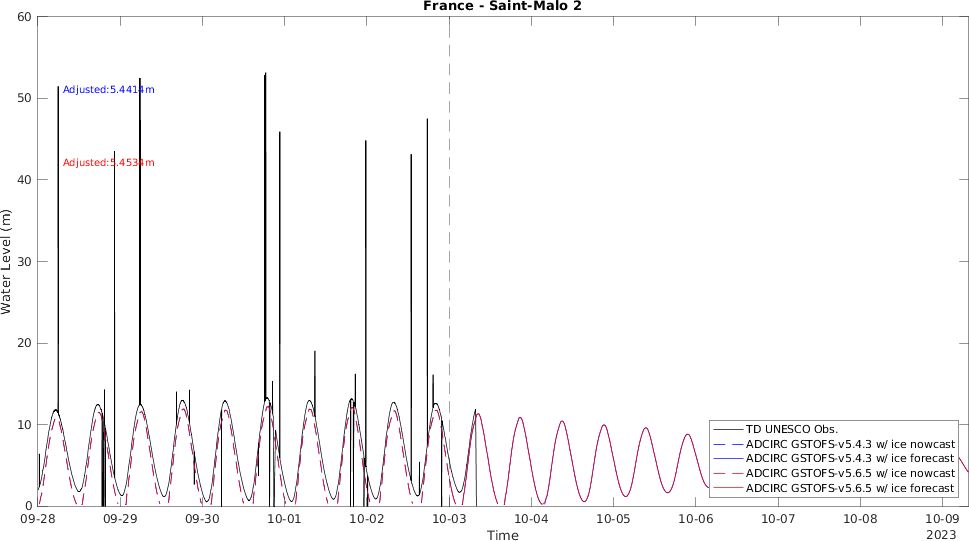 France - Saint-Malo 2
60
50
40
30
20
10
0
Water Level (m)
Adjusted:5.4414m
Adjusted:5.4534m
TD UNESCO Obs.
ADCIRC GSTOFS-v5.4.3 w/ ice nowcast
ADCIRC GSTOFS-v5.4.3 w/ ice forecast
ADCIRC GSTOFS-v5.6.5 w/ ice nowcast
ADCIRC GSTOFS-v5.6.5 w/ ice forecast
09-28 09-29 09-30 10-01 10-02 10-03 10-04 10-05 10-06 10-07 10-08 10-09
Time
2023